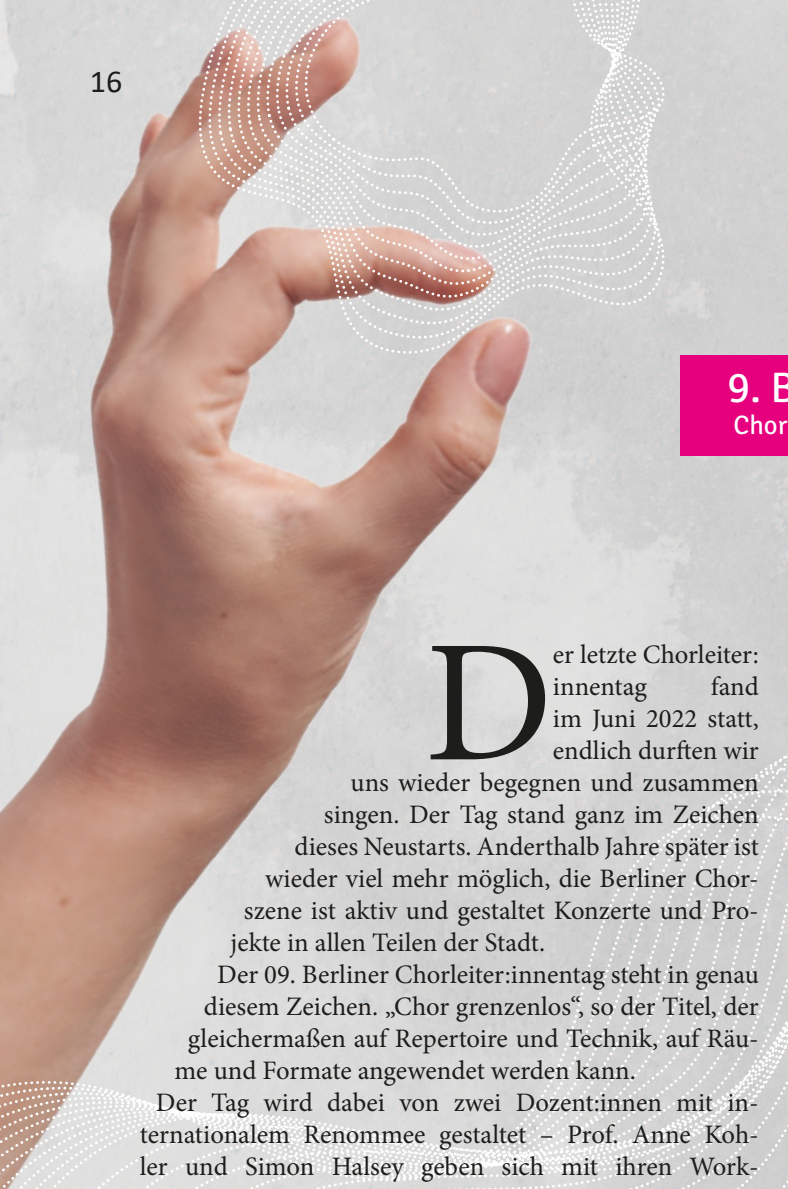 16
9. B
Chor
Der letzte Chorleiter:
innentag fand
im Juni 2022 statt,
endlich durften wir
uns wieder begegnen und zusammen
singen. Der Tag stand ganz im Zeichen
dieses Neustarts. Anderthalb Jahre später ist
wieder viel mehr möglich, die Berliner Chor-
szene ist aktiv und gestaltet Konzerte und Pro-
jekte in allen Teilen der Stadt.
Der 09. Berliner Chorleiter:innentag steht in genau
diesem Zeichen. „Chor grenzenlos“, so der Titel, der
gleichermaßen auf Repertoire und Technik, auf Räu-
me und Formate angewendet werden kann.
Der Tag wird dabei von zwei Dozent:innen mit in-
ternationalem Renommee gestaltet – Prof. Anne Koh-
ler und Simon Halsey geben sich mit ihren Work-